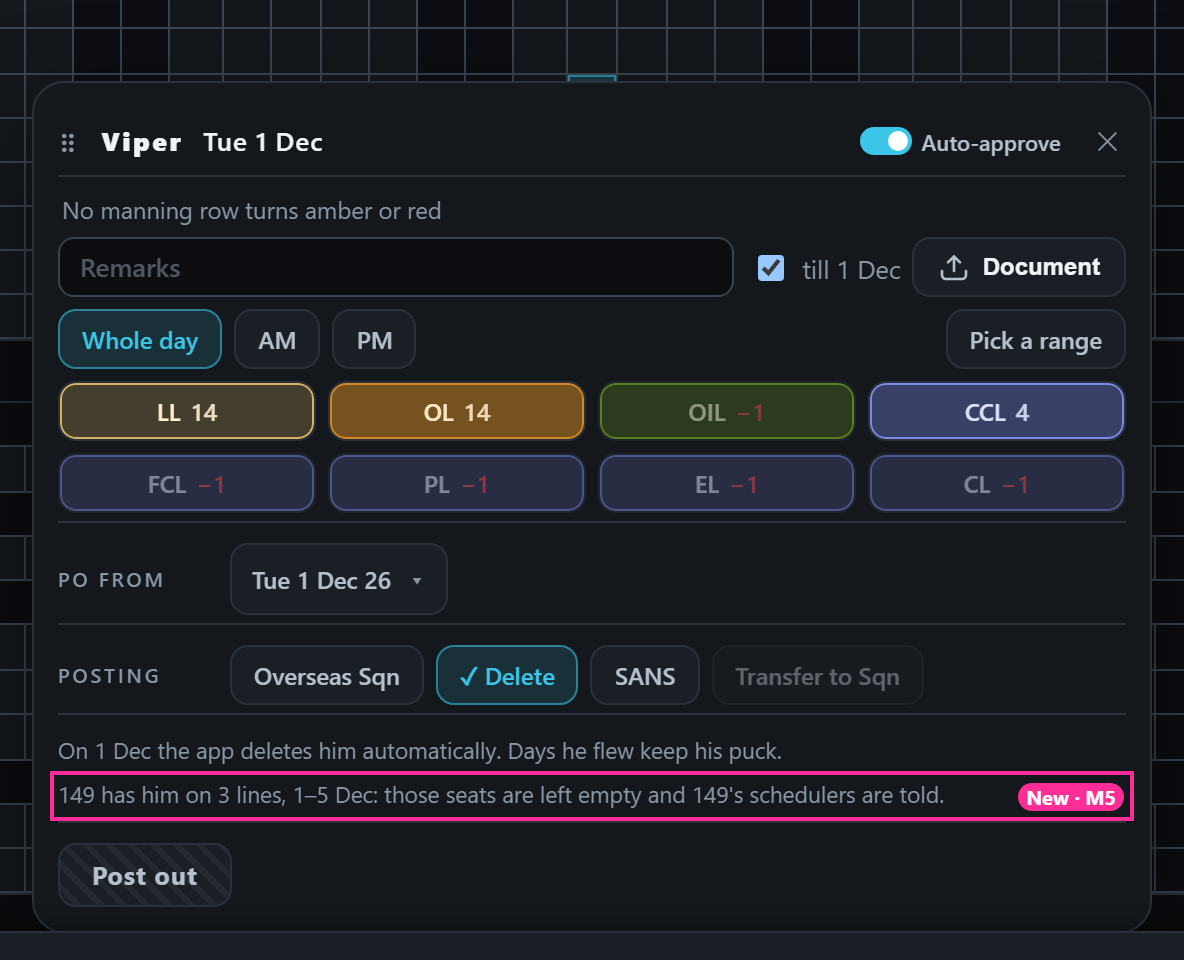 Viper Tue 1 Dec Auto-approve
No manning row turns amber or red
Remarks till 1 Dec Document
Whole day AM PM Pick a range
LL 14 OL 14 OIL −1 CCL 4
FCL −1 PL −1 EL −1 CL −1
PO FROM Tue 1 Dec 26
POSTING Overseas Sqn ✓ Delete SANS Transfer to Sqn
On 1 Dec the app deletes him automatically. Days he flew keep his puck.
149 has him on 3 lines, 1–5 Dec: those seats are left empty and 149's schedulers are told. New · M5
Post out